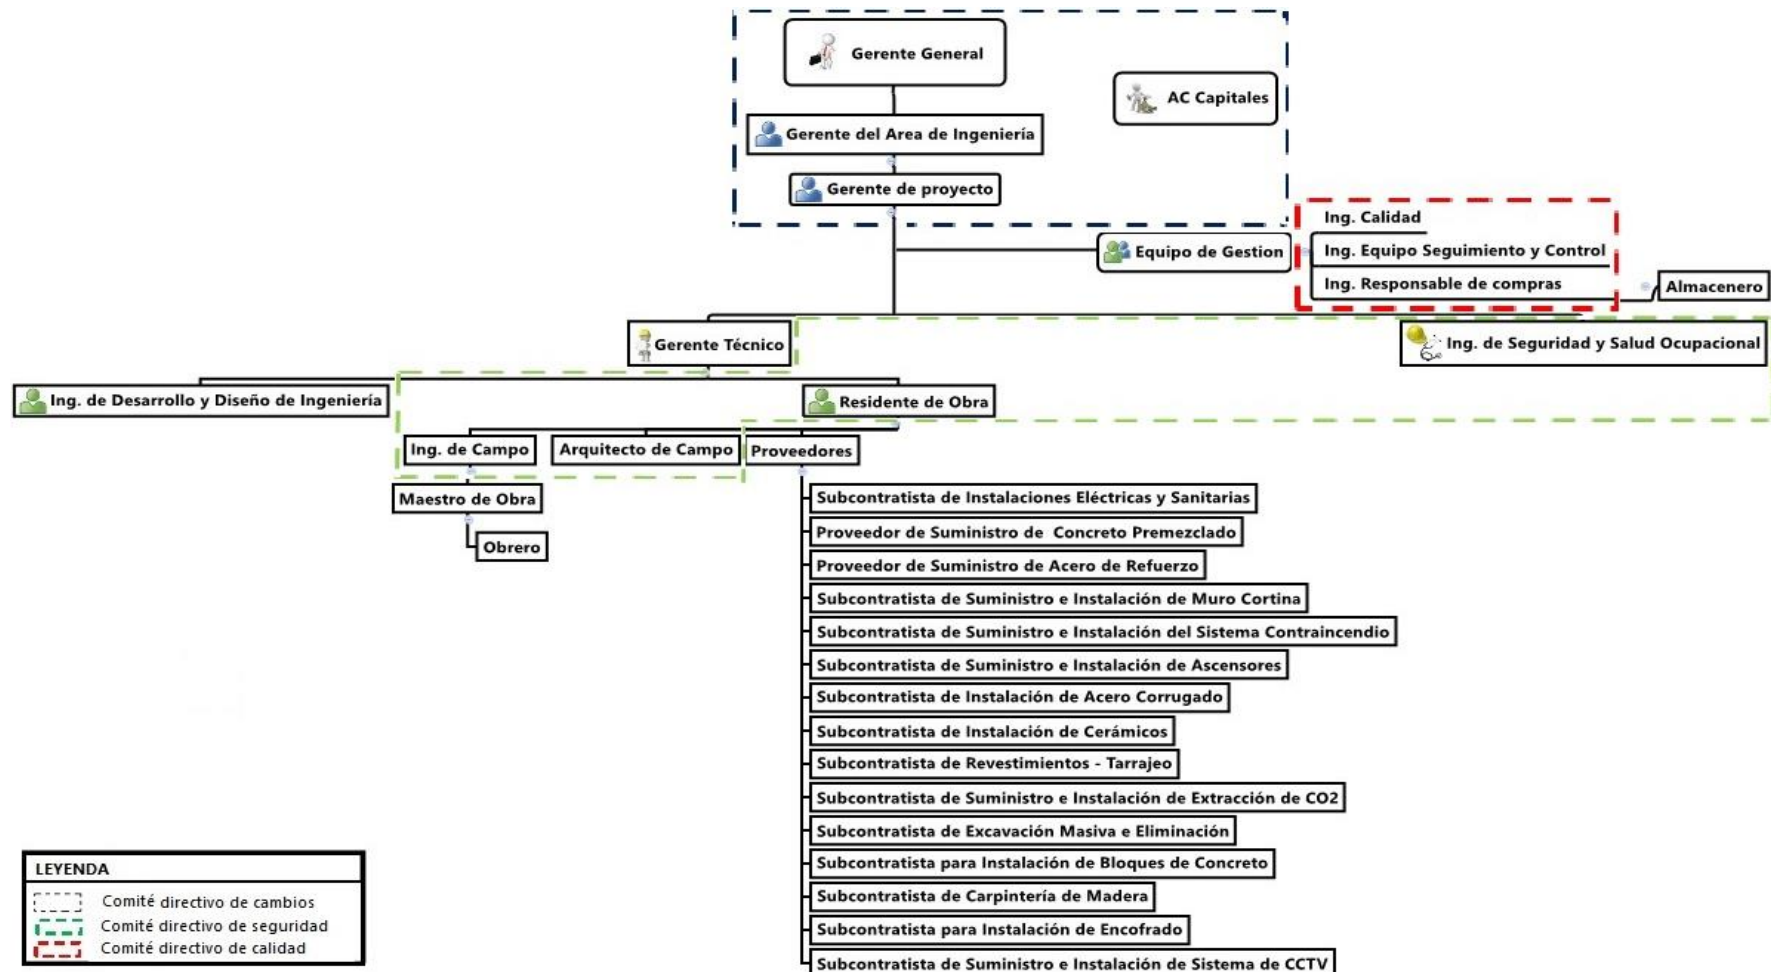 Gerente General
AC Capitales
Gerente del Area de Ingeniería
Gerente de proyecto
Ing. Calidad
Equipo de Gestion
Ing. Equipo Seguimiento y Control
Ing. Responsable de compras
Almacenero
Gerente Técnico
Ing. de Seguridad y Salud Ocupacional
Ing. de Desarrollo y Diseño de Ingeniería
Residente de Obra
Ing. de Campo
Arquitecto de Campo
Proveedores
Maestro de Obra
Obrero
Subcontratista de Instalaciones Eléctricas y Sanitarias
Proveedor de Suministro de Concreto Premezclado
Proveedor de Suministro de Acero de Refuerzo
Subcontratista de Suministro e Instalación de Muro Cortina
Subcontratista de Suministro e Instalación del Sistema Contraincendio
Subcontratista de Suministro e Instalación de Ascensores
Subcontratista de Instalación de Acero Corrugado
Subcontratista de Instalación de Cerámicos
Subcontratista de Revestimientos - Tarrajeo
Subcontratista de Suministro e Instalación de Extracción de CO2
Subcontratista de Excavación Masiva e Eliminación
Subcontratista para Instalación de Bloques de Concreto
Subcontratista de Carpintería de Madera
Subcontratista para Instalación de Encofrado
Subcontratista de Suministro e Instalación de Sistema de CCTV
LEYENDA
Comité directivo de cambios
Comité directivo de seguridad
Comité directivo de calidad